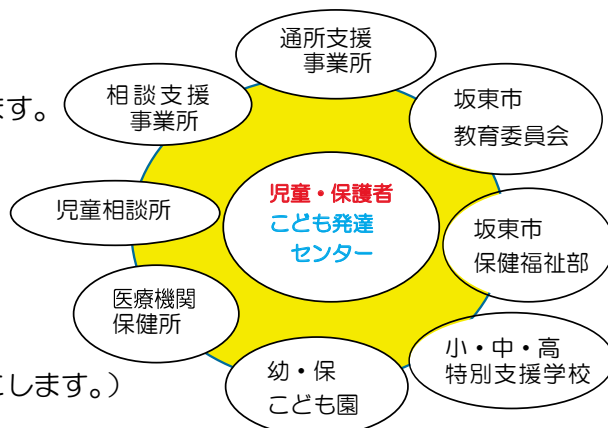 通所支援
事業所
相談支援
事業所
ます。
坂東市
教育委員会
児童相談所
児童・保護者
こども発達
センター
坂東市
保健福祉部
医療機関
保健所
小・中・高
特別支援学校
幼・保
こども園
にします。）